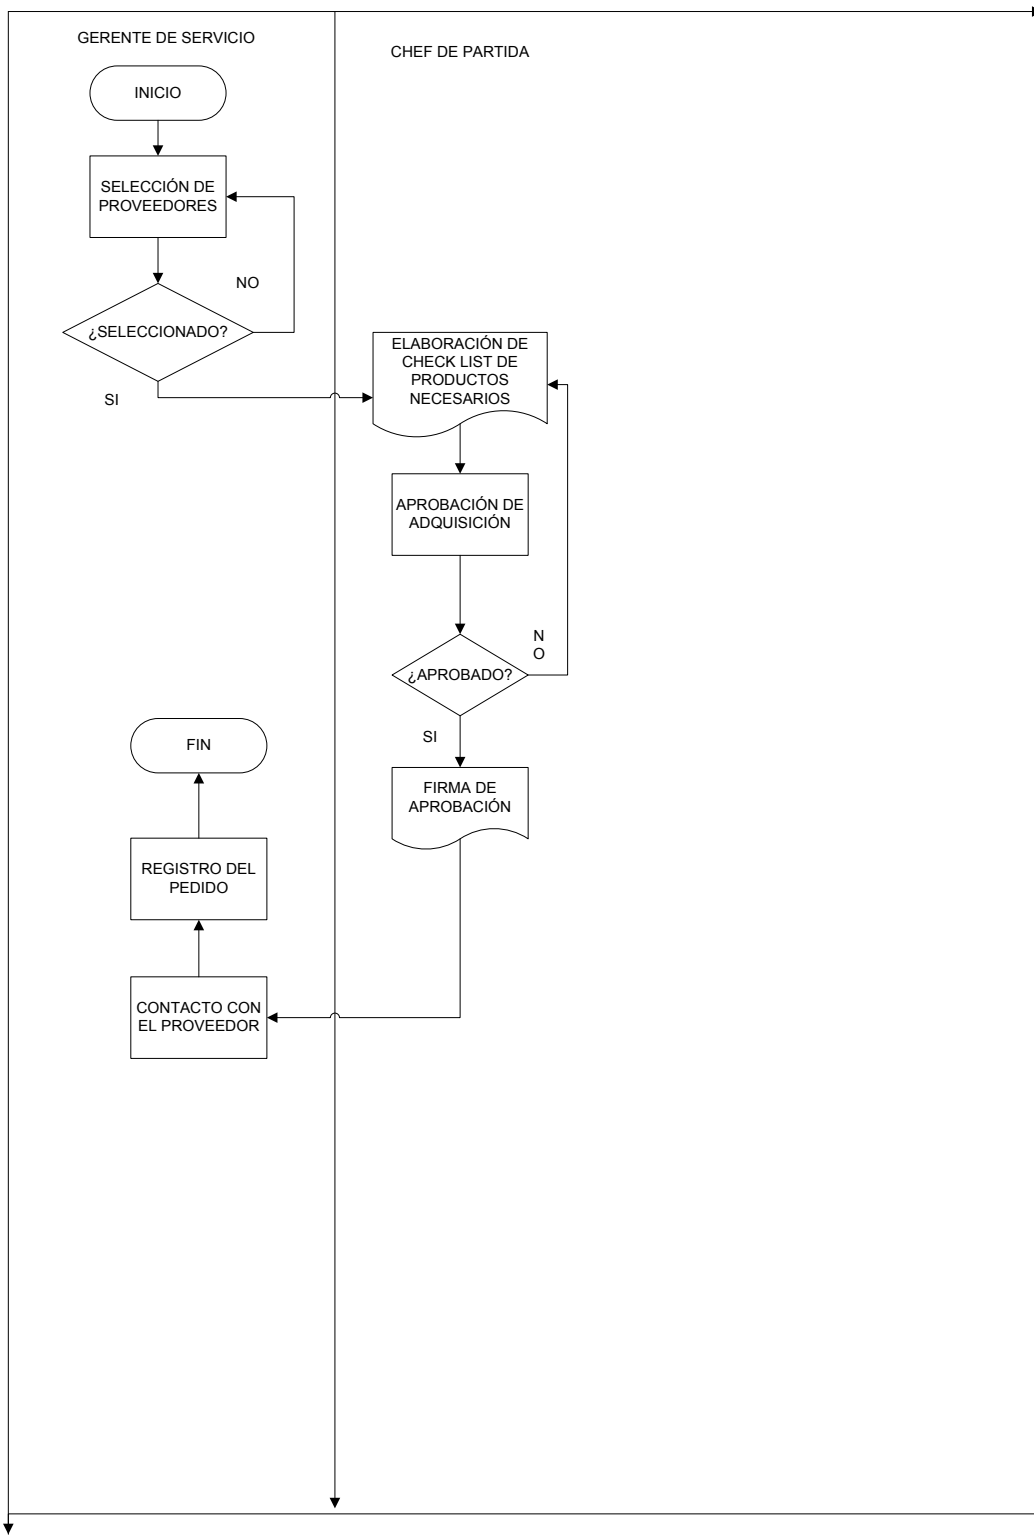 GERENTE DE SERVICIO
CHEF DE PARTIDA
INICIO
SELECCIÓN DE
PROVEEDORES
NO
¿SELECCIONADO?
SI
ELABORACIÓN DE
CHECK LIST DE
PRODUCTOS
NECESARIOS
APROBACIÓN DE
ADQUISICIÓN
N
O
¿APROBADO?
SI
FIRMA DE
APROBACIÓN
FIN
REGISTRO DEL
PEDIDO
CONTACTO CON
EL PROVEEDOR